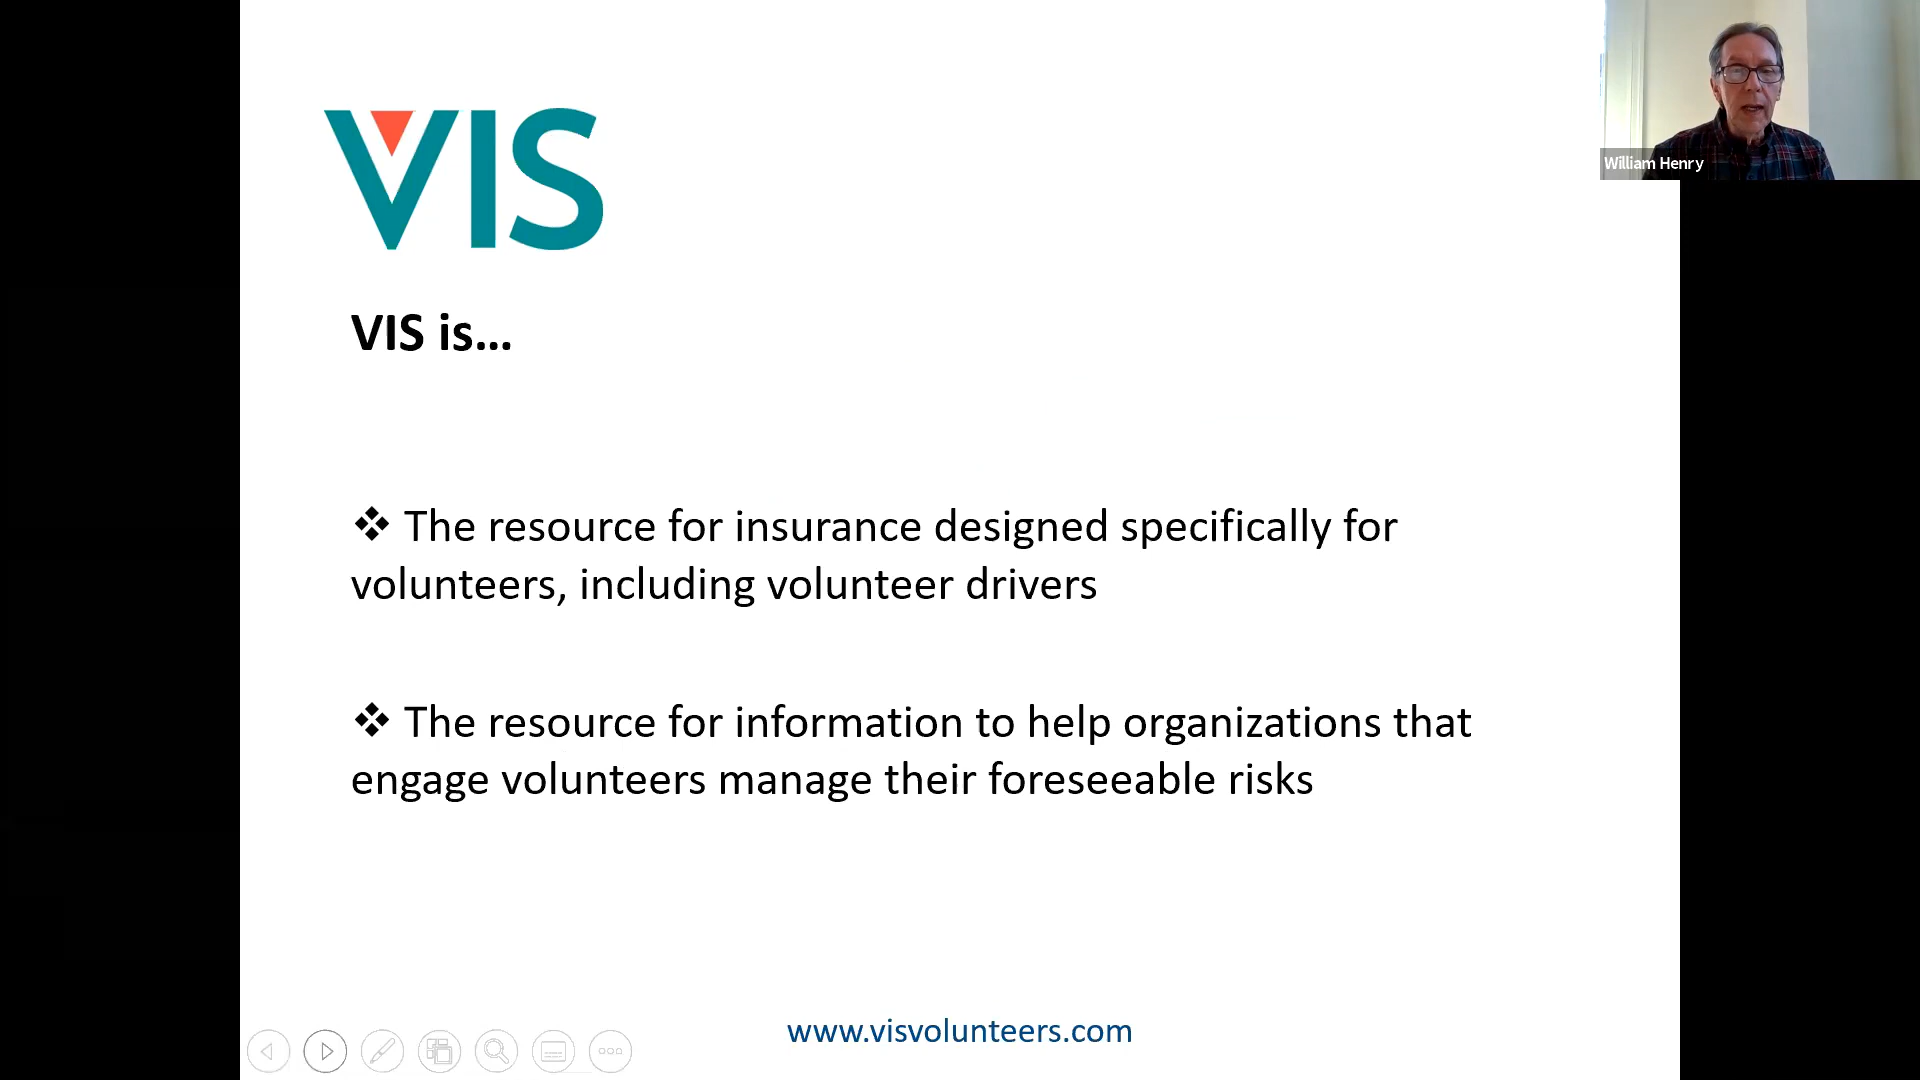 VIS
William Henry
VIS is...
❖ The resource for insurance designed specifically for
volunteers, including volunteer drivers
❖ The resource for information to help organizations that
engage volunteers manage their foreseeable risks
www.visvolunteers.com